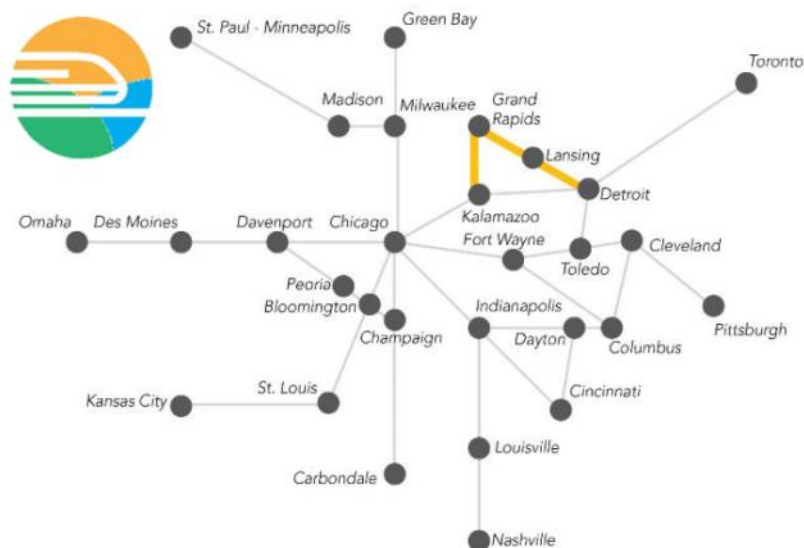 St. Paul - Minneapolis
Green Bay
Toronto
Madison
Milwaukee
Grand
Rapids
Lansing
Detroit
Kalamazoo
Omaha
Des Moines
Davenport
Chicago
Fort Wayne
Toledo
Cleveland
Peoria
Bloomington
Champaign
Indianapolis
Dayton
Columbus
Pittsburgh
Kansas City
St. Louis
Cincinnati
Carbondale
Louisville
Nashville